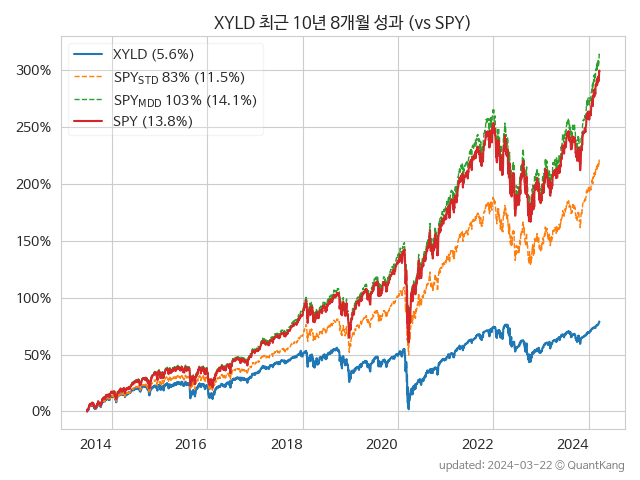 XYLD 최근 10년 8개월 성과 (vs SPY)
XYLD (5.6%)
SPY_STD 83% (11.5%)
SPY_MDD 103% (14.1%)
SPY (13.8%)
300%
250%
200%
150%
100%
50%
0%
2014 2016 2018 2020 2022 2024
updated: 2024-03-22 © QuantKang